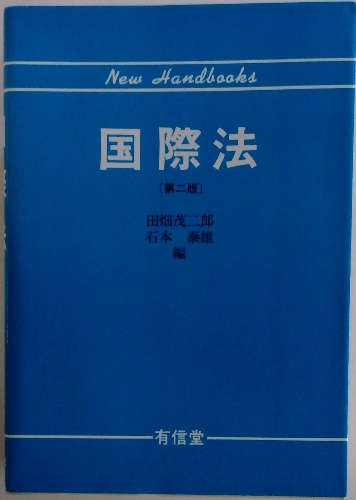 New Handbooks
国際法
〔第二版〕
田畑茂二郎
石本 泰雄
編
有信堂